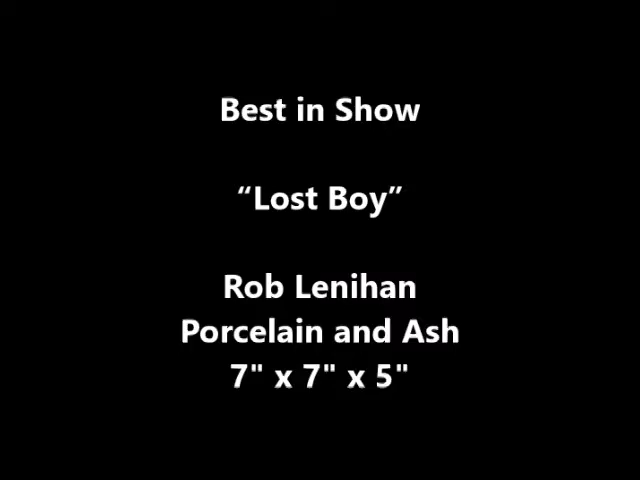 Best in Show
“Lost Boy”
Rob Lenihan
Porcelain and Ash
7" x 7" x 5"